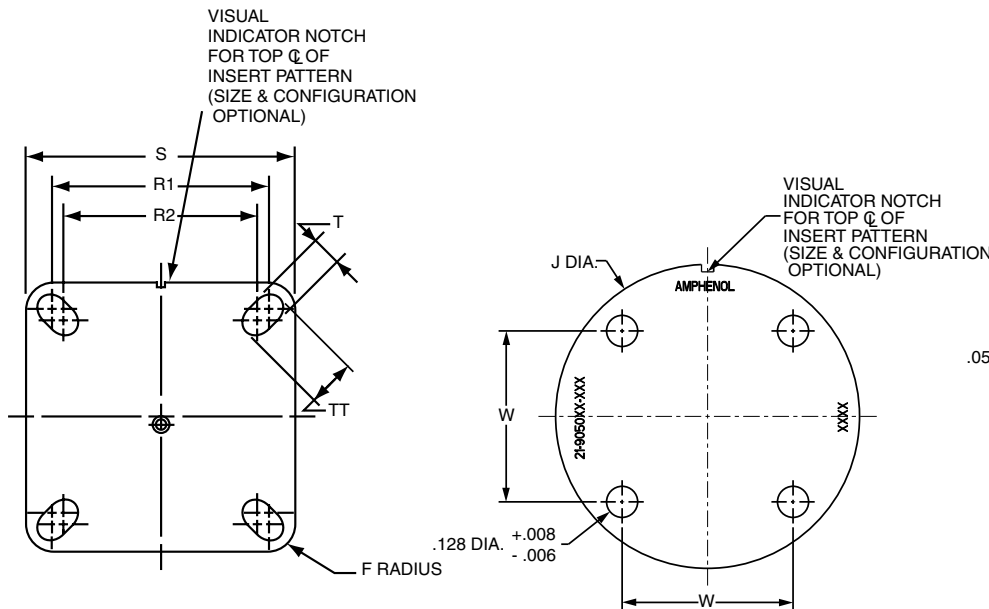 VISUAL
INDICATOR NOTCH
FOR TOP ℄ OF
INSERT PATTERN
(SIZE & CONFIGURATION
OPTIONAL)
S
R1
R2
T
TT
F RADIUS
VISUAL
INDICATOR NOTCH
FOR TOP ℄ OF
INSERT PATTERN
(SIZE & CONFIGURATION
OPTIONAL)
J DIA.
AMPHENOL
W
21-9050XX-XXX
XXXX
.128 DIA. +.008
- .006
W
.05